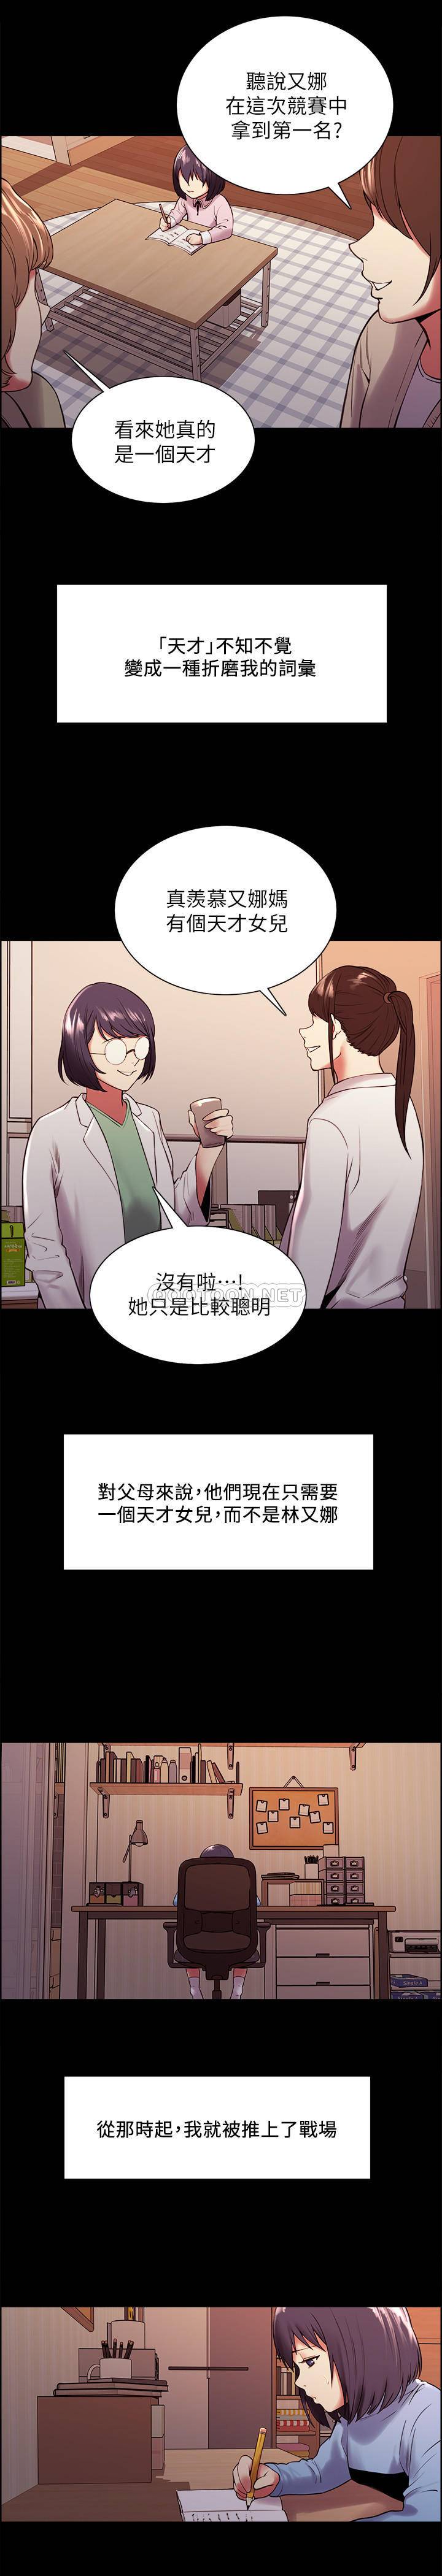 聽說又娜
在這次競賽中
拿到第一名?
看來她真的
是一個天才
「天才」不知不覺
變成一種折磨我的詞彙
真羨慕又娜媽
有個天才女兒
沒有啦…!
她只是比較聰明
對父母來說，他們現在只需要
一個天才女兒，而不是林又娜
從那時起，我就被推上了戰場